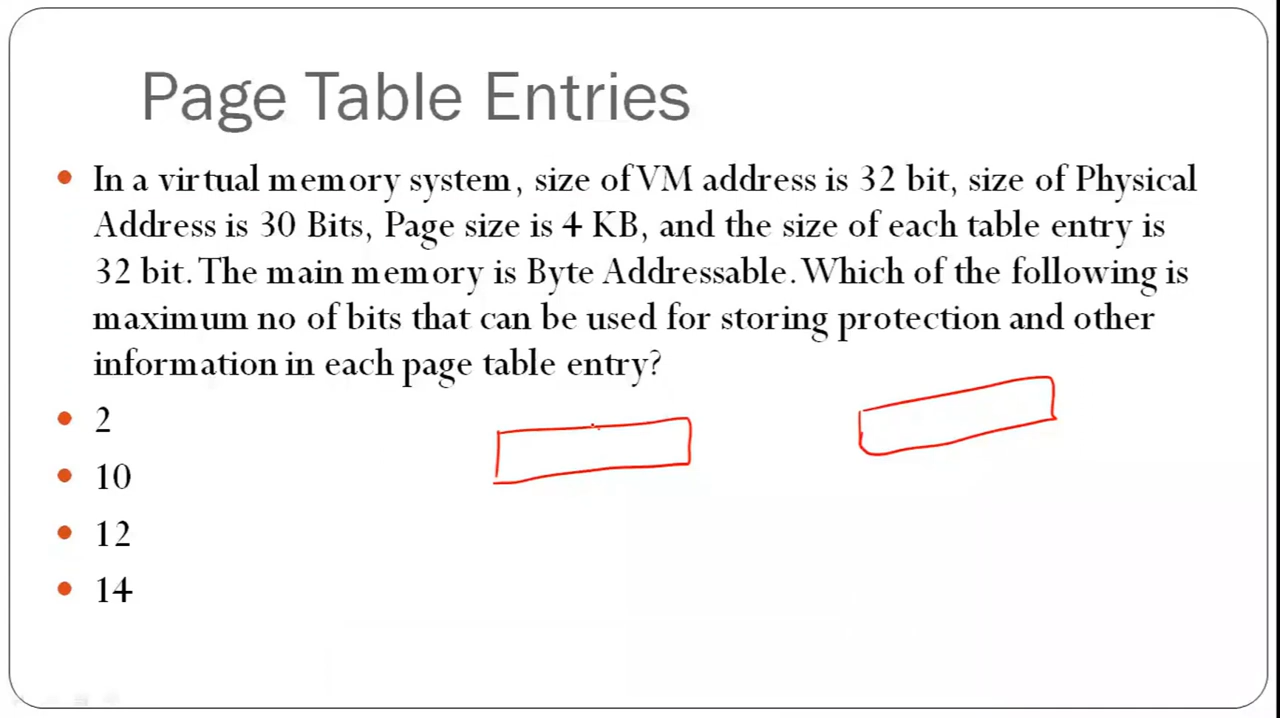 Page Table Entries
• In a virtual memory system, size of VM address is 32 bit, size of Physical
Address is 30 Bits, Page size is 4 KB, and the size of each table entry is
32 bit. The main memory is Byte Addressable. Which of the following is
maximum no of bits that can be used for storing protection and other
information in each page table entry?
• 2
• 10
• 12
• 14